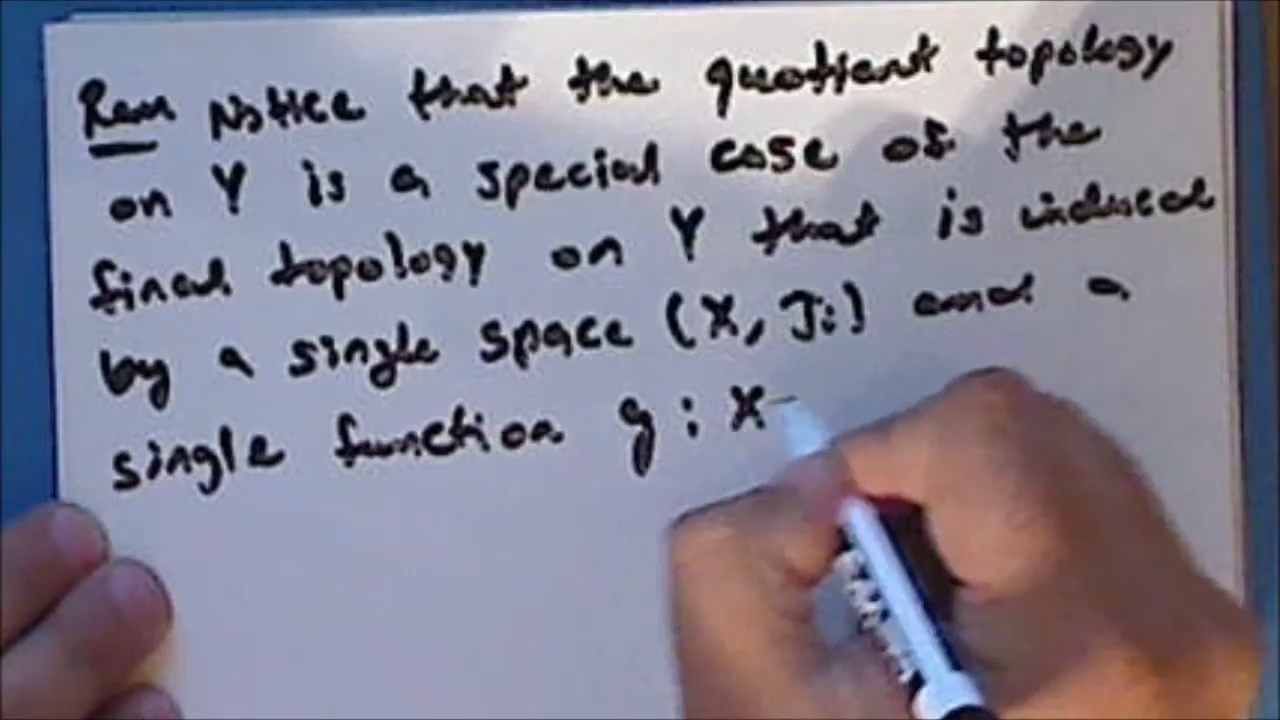 Rem Notice that the quotient topology
on Y is a special case of the
final topology on Y that is induced
by a single space (X, Ji) and a
single function g : X